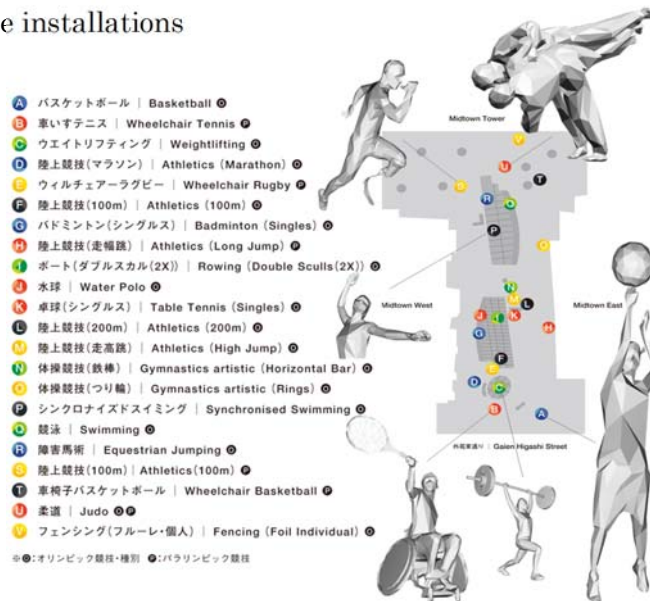 e installations
A バスケットボール | Basketball O
B 車いすテニス | Wheelchair Tennis P
C ウエイトリフティング | Weightlifting O
D 陸上競技(マラソン) | Athletics (Marathon) O
E ウィルチェアーラグビー | Wheelchair Rugby P
F 陸上競技(100m) | Athletics (100m) O
G バドミントン(シングルス) | Badminton (Singles) O
H 陸上競技(走幅跳) | Athletics (Long Jump) P
I ボート(ダブルスカル(2X)) | Rowing (Double Sculls(2X)) O
J 水球 | Water Polo O
K 卓球(シングルス) | Table Tennis (Singles) O
L 陸上競技(200m) | Athletics (200m) O
M 陸上競技(走高跳) | Athletics (High Jump) O
N 体操競技(鉄棒) | Gymnastics artistic (Horizontal Bar) O
O 体操競技(つり輪) | Gymnastics artistic (Rings) O
P シンクロナイズドスイミング | Synchronised Swimming O
Q 競泳 | Swimming O
R 障害馬術 | Equestrian Jumping O
S 陸上競技(100m) | Athletics(100m) P
T 車椅子バスケットボール | Wheelchair Basketball P
U 柔道 | Judo O P
V フェンシング(フルーレ・個人) | Fencing (Foil Individual) O
※O:オリンピック競技・種別 P:パラリンピック競技
Midtown Tower
V
U
T
S
R
Q
P
O
Midtown West
Midtown East
N
M
L
J
I
K
H
G
F
E
D
C
B
A
外苑東通り | Gaien Higashi Street